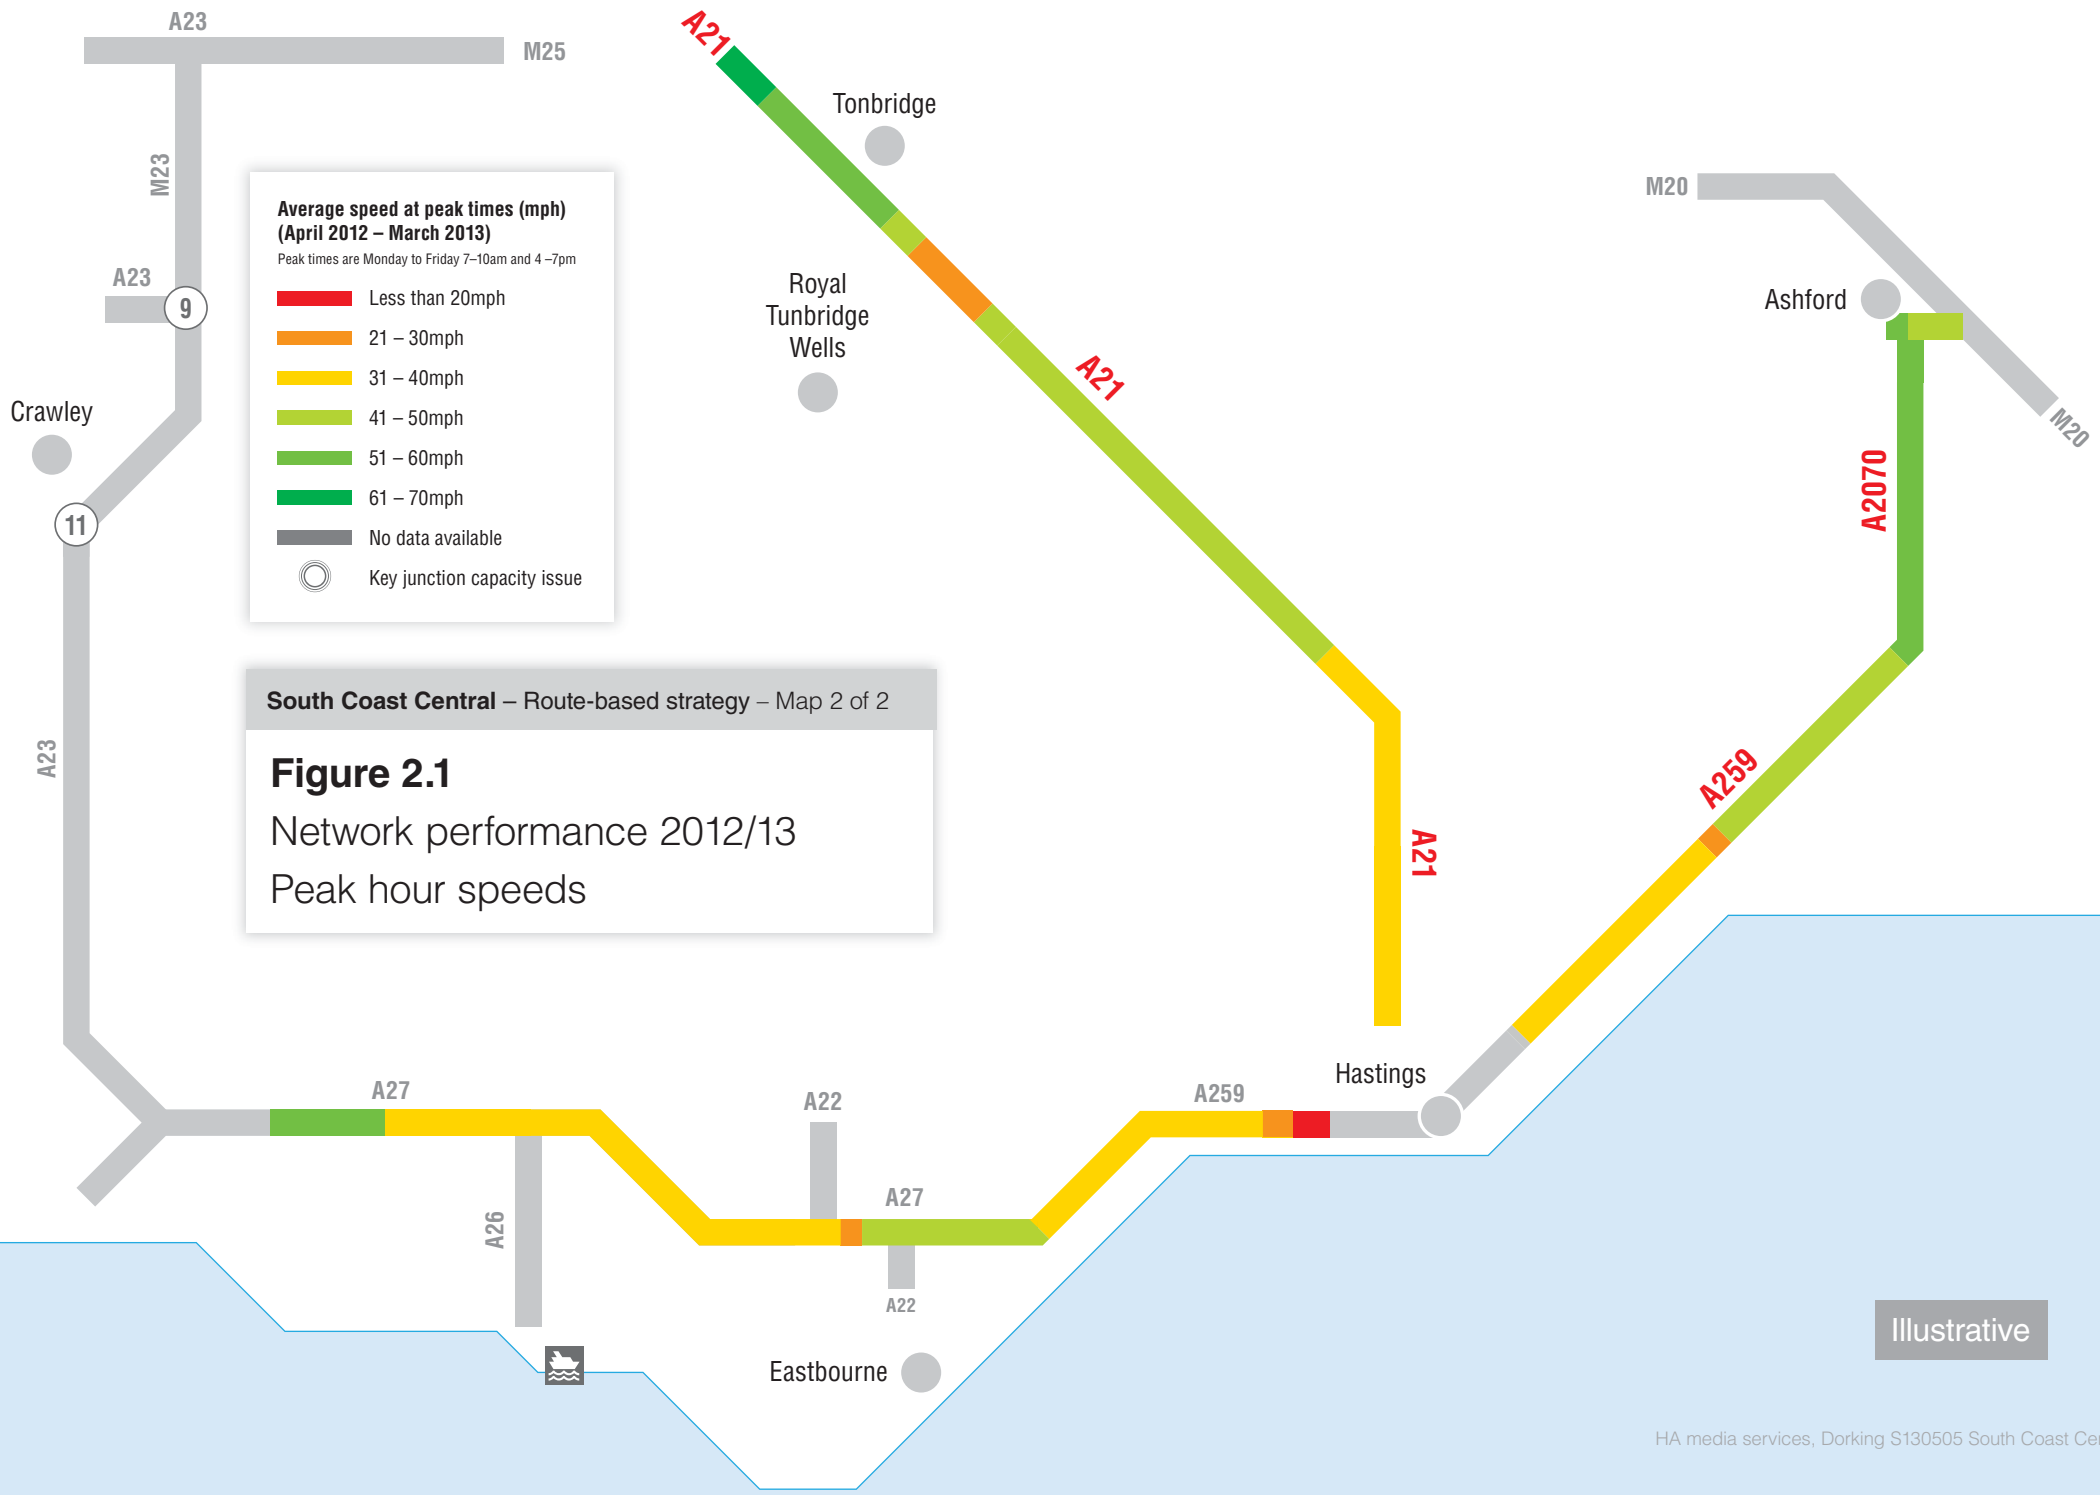 A23
M25
M23
A23
9
Crawley
11
A23
Average speed at peak times (mph)
(April 2012 – March 2013)
Peak times are Monday to Friday 7–10am and 4 –7pm
Less than 20mph
21 – 30mph
31 – 40mph
41 – 50mph
51 – 60mph
61 – 70mph
No data available
Key junction capacity issue
South Coast Central – Route-based strategy – Map 2 of 2
Figure 2.1
Network performance 2012/13
Peak hour speeds
A21
Tonbridge
Royal
Tunbridge
Wells
A21
A21
M20
Ashford
M20
A2070
A259
Hastings
A259
A27
A22
A27
A26
A22
Eastbourne
Illustrative
HA media services, Dorking S130505 South Coast Cen